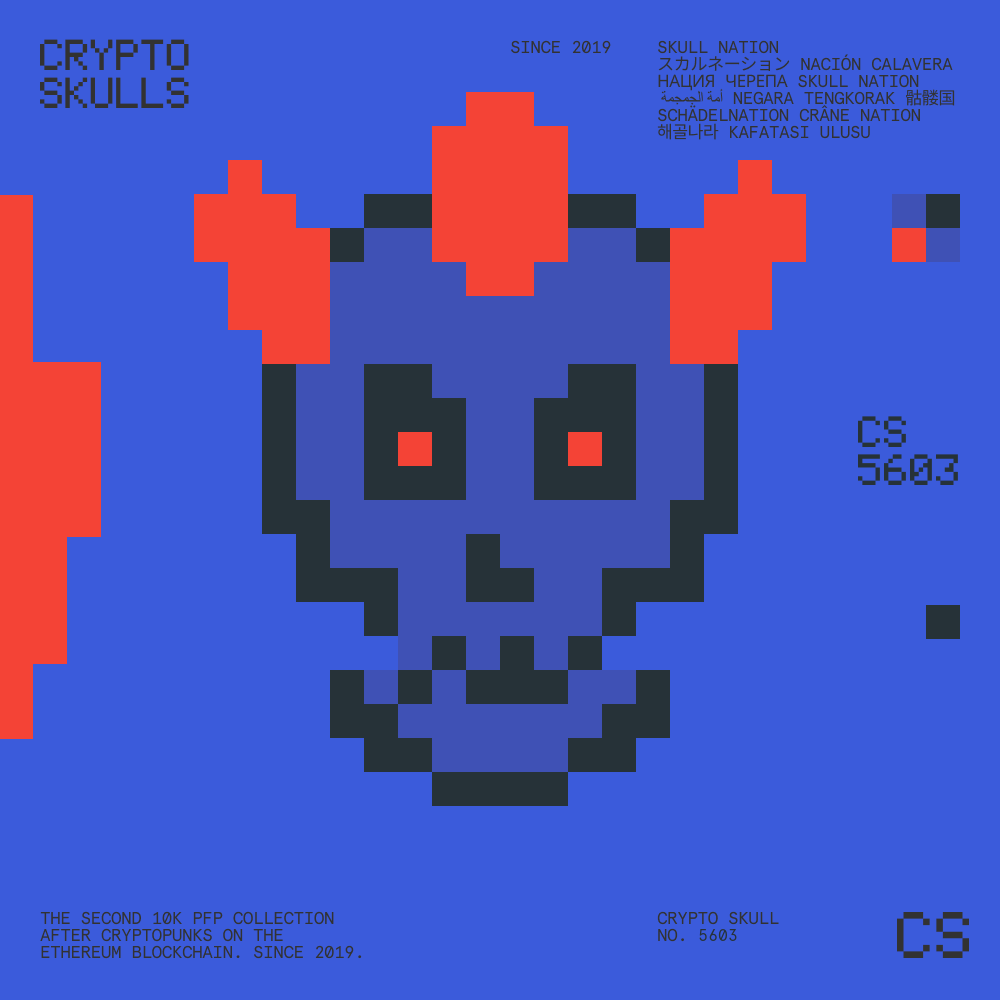 CRYPTO
SKULLS
SINCE 2019
SKULL NATION
スカルネーション NACIÓN CALAVERA
НАЦИЯ ЧЕРЕПА SKULL NATION
أمة الجمجمة NEGARA TENGKORAK 骷髅国
SCHÄDELNATION CRÂNE NATION
해골나라 KAFATASI ULUSU
CS
5603
THE SECOND 10K PFP COLLECTION
AFTER CRYPTOPUNKS ON THE
ETHEREUM BLOCKCHAIN. SINCE 2019.
CRYPTO SKULL
NO. 5603
CS